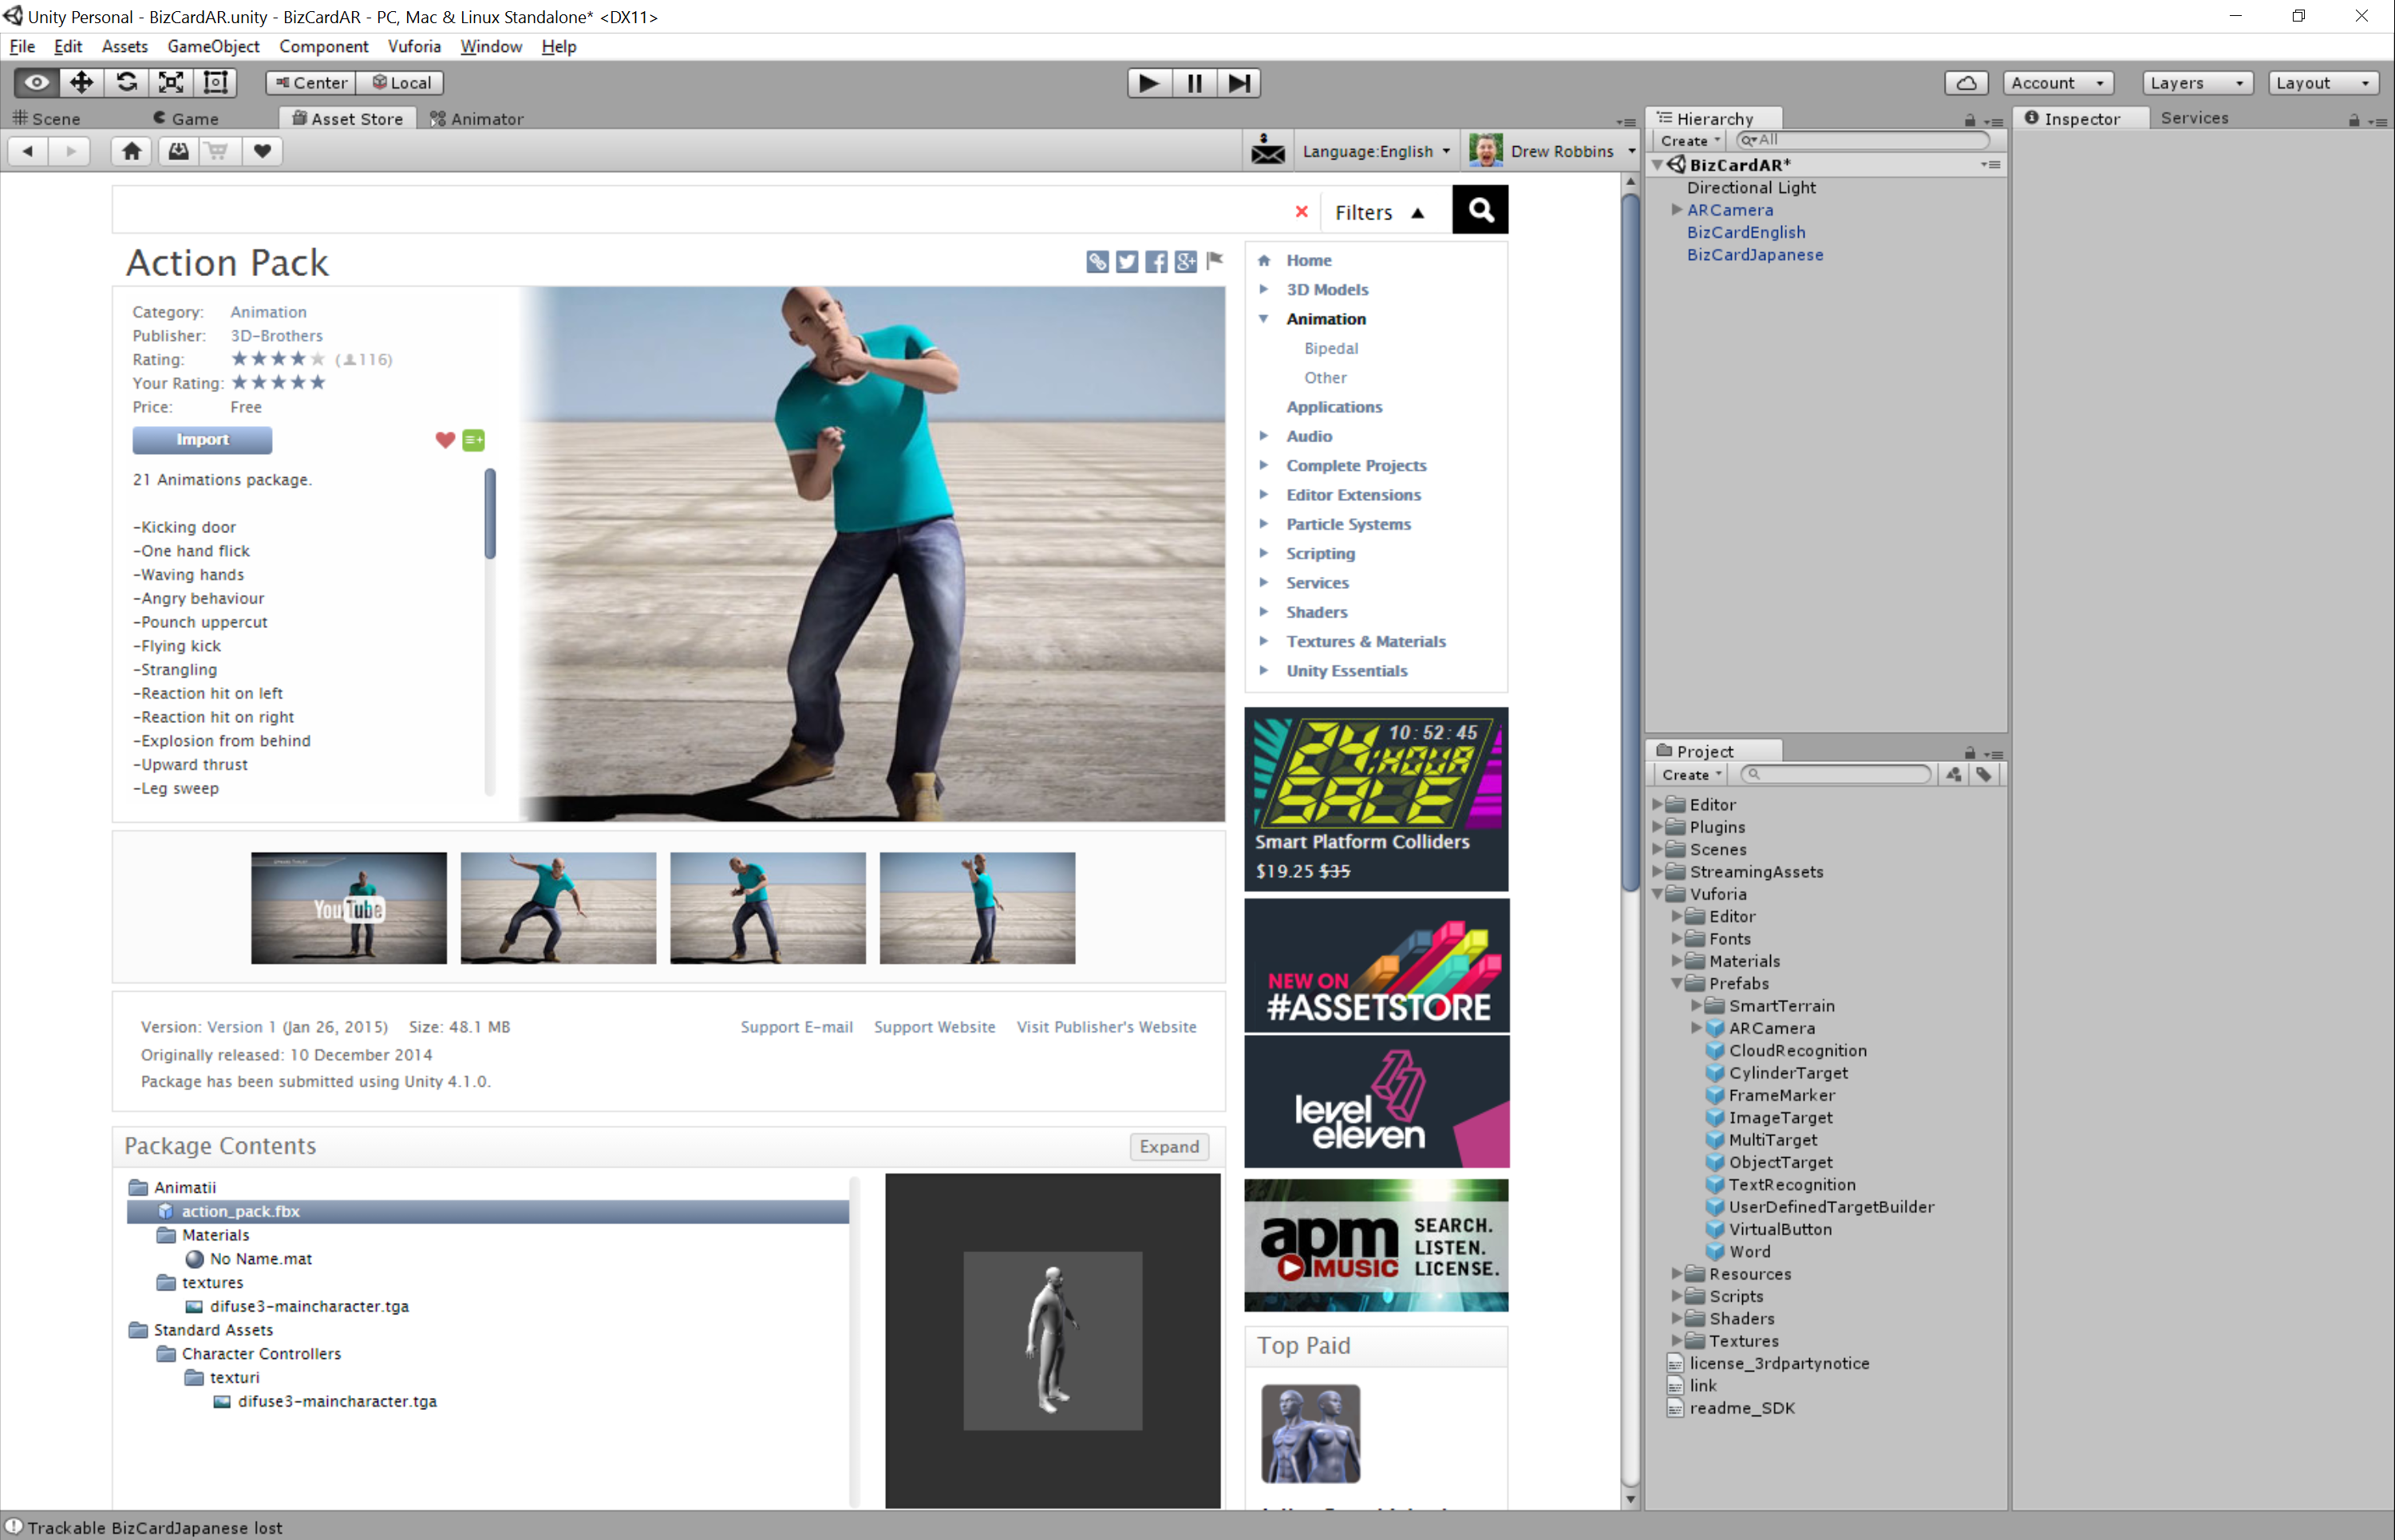 Unity Personal - BizCardAR.unity - BizCardAR - PC, Mac & Linux Standalone* <DX11>
File Edit Assets GameObject Component Vuforia Window Help
Center Local
Account Layers Layout
Scene Game Asset Store Animator
3
Language:English Drew Robbins
Filters
Action Pack
Category: Animation
Publisher: 3D-Brothers
Rating: (116)
Your Rating:
Price: Free
Import
21 Animations package.
-Kicking door
-One hand flick
-Waving hands
-Angry behaviour
-Pounch uppercut
-Flying kick
-Strangling
-Reaction hit on left
-Reaction hit on right
-Explosion from behind
-Upward thrust
-Leg sweep
YouTube
Version: Version 1 (Jan 26, 2015) Size: 48.1 MB
Support E-mail Support Website Visit Publisher's Website
Originally released: 10 December 2014
Package has been submitted using Unity 4.1.0.
Package Contents
Expand
Animatii
action_pack.fbx
Materials
No Name.mat
textures
difuse3-maincharacter.tga
Standard Assets
Character Controllers
texturi
difuse3-maincharacter.tga
Home
3D Models
Animation
Bipedal
Other
Applications
Audio
Complete Projects
Editor Extensions
Particle Systems
Scripting
Services
Shaders
Textures & Materials
Unity Essentials
10:52:45
24:HOUR
SALE
Smart Platform Colliders
$19.25 $35
NEW ON
#ASSETSTORE
level
eleven
apm
MUSIC
SEARCH.
LISTEN.
LICENSE.
Top Paid
Hierarchy
Create All
BizCardAR*
Directional Light
ARCamera
BizCardEnglish
BizCardJapanese
Project
Create
Editor
Plugins
Scenes
StreamingAssets
Vuforia
Editor
Fonts
Materials
Prefabs
SmartTerrain
ARCamera
CloudRecognition
CylinderTarget
FrameMarker
ImageTarget
MultiTarget
ObjectTarget
TextRecognition
UserDefinedTargetBuilder
VirtualButton
Word
Resources
Scripts
Shaders
Textures
license_3rdpartynotice
link
readme_SDK
Inspector Services
Trackable BizCardJapanese lost